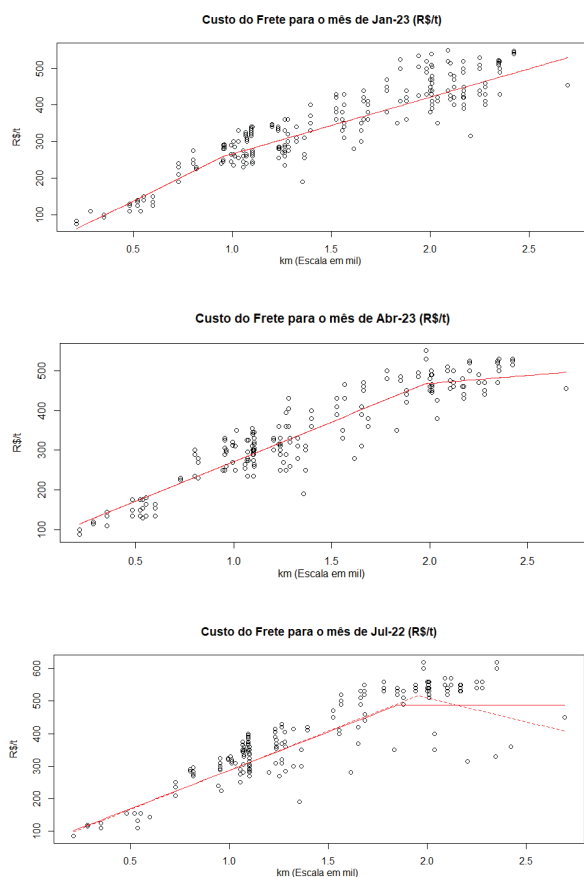 Custo do Frete para o mês de Jan-23 (R$/t)
500
400
300
200
100
R$/t
0.5 1.0 1.5 2.0 2.5
km (Escala em mil)
Custo do Frete para o mês de Abr-23 (R$/t)
500
400
300
200
100
R$/t
0.5 1.0 1.5 2.0 2.5
km (Escala em mil)
Custo do Frete para o mês de Jul-22 (R$/t)
600
500
400
300
200
100
R$/t
0.5 1.0 1.5 2.0 2.5
km (Escala em mil)